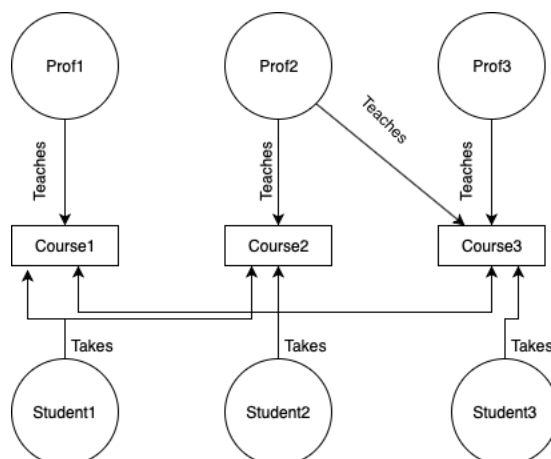 Prof1
Prof2
Prof3
Teaches
Teaches
Teaches
Teaches
Course1
Course2
Course3
Takes
Takes
Takes
Student1
Student2
Student3